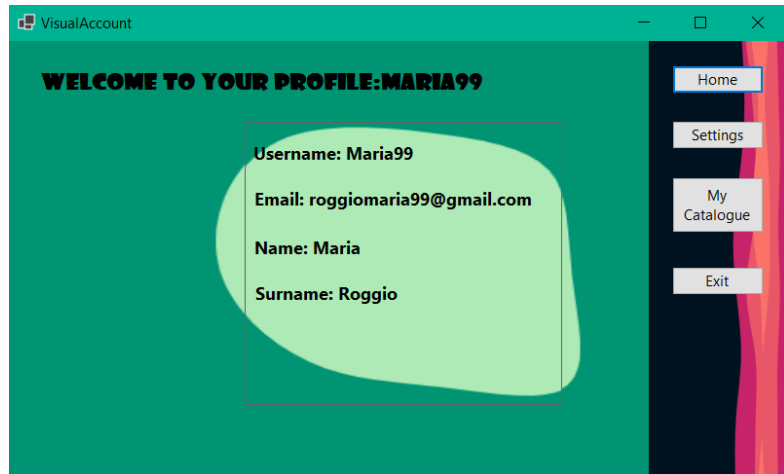 VisualAccount
WELCOME TO YOUR PROFILE:MARIA99
Username: Maria99
Email: roggiomaria99@gmail.com
Name: Maria
Surname: Roggio
Home
Settings
My
Catalogue
Exit